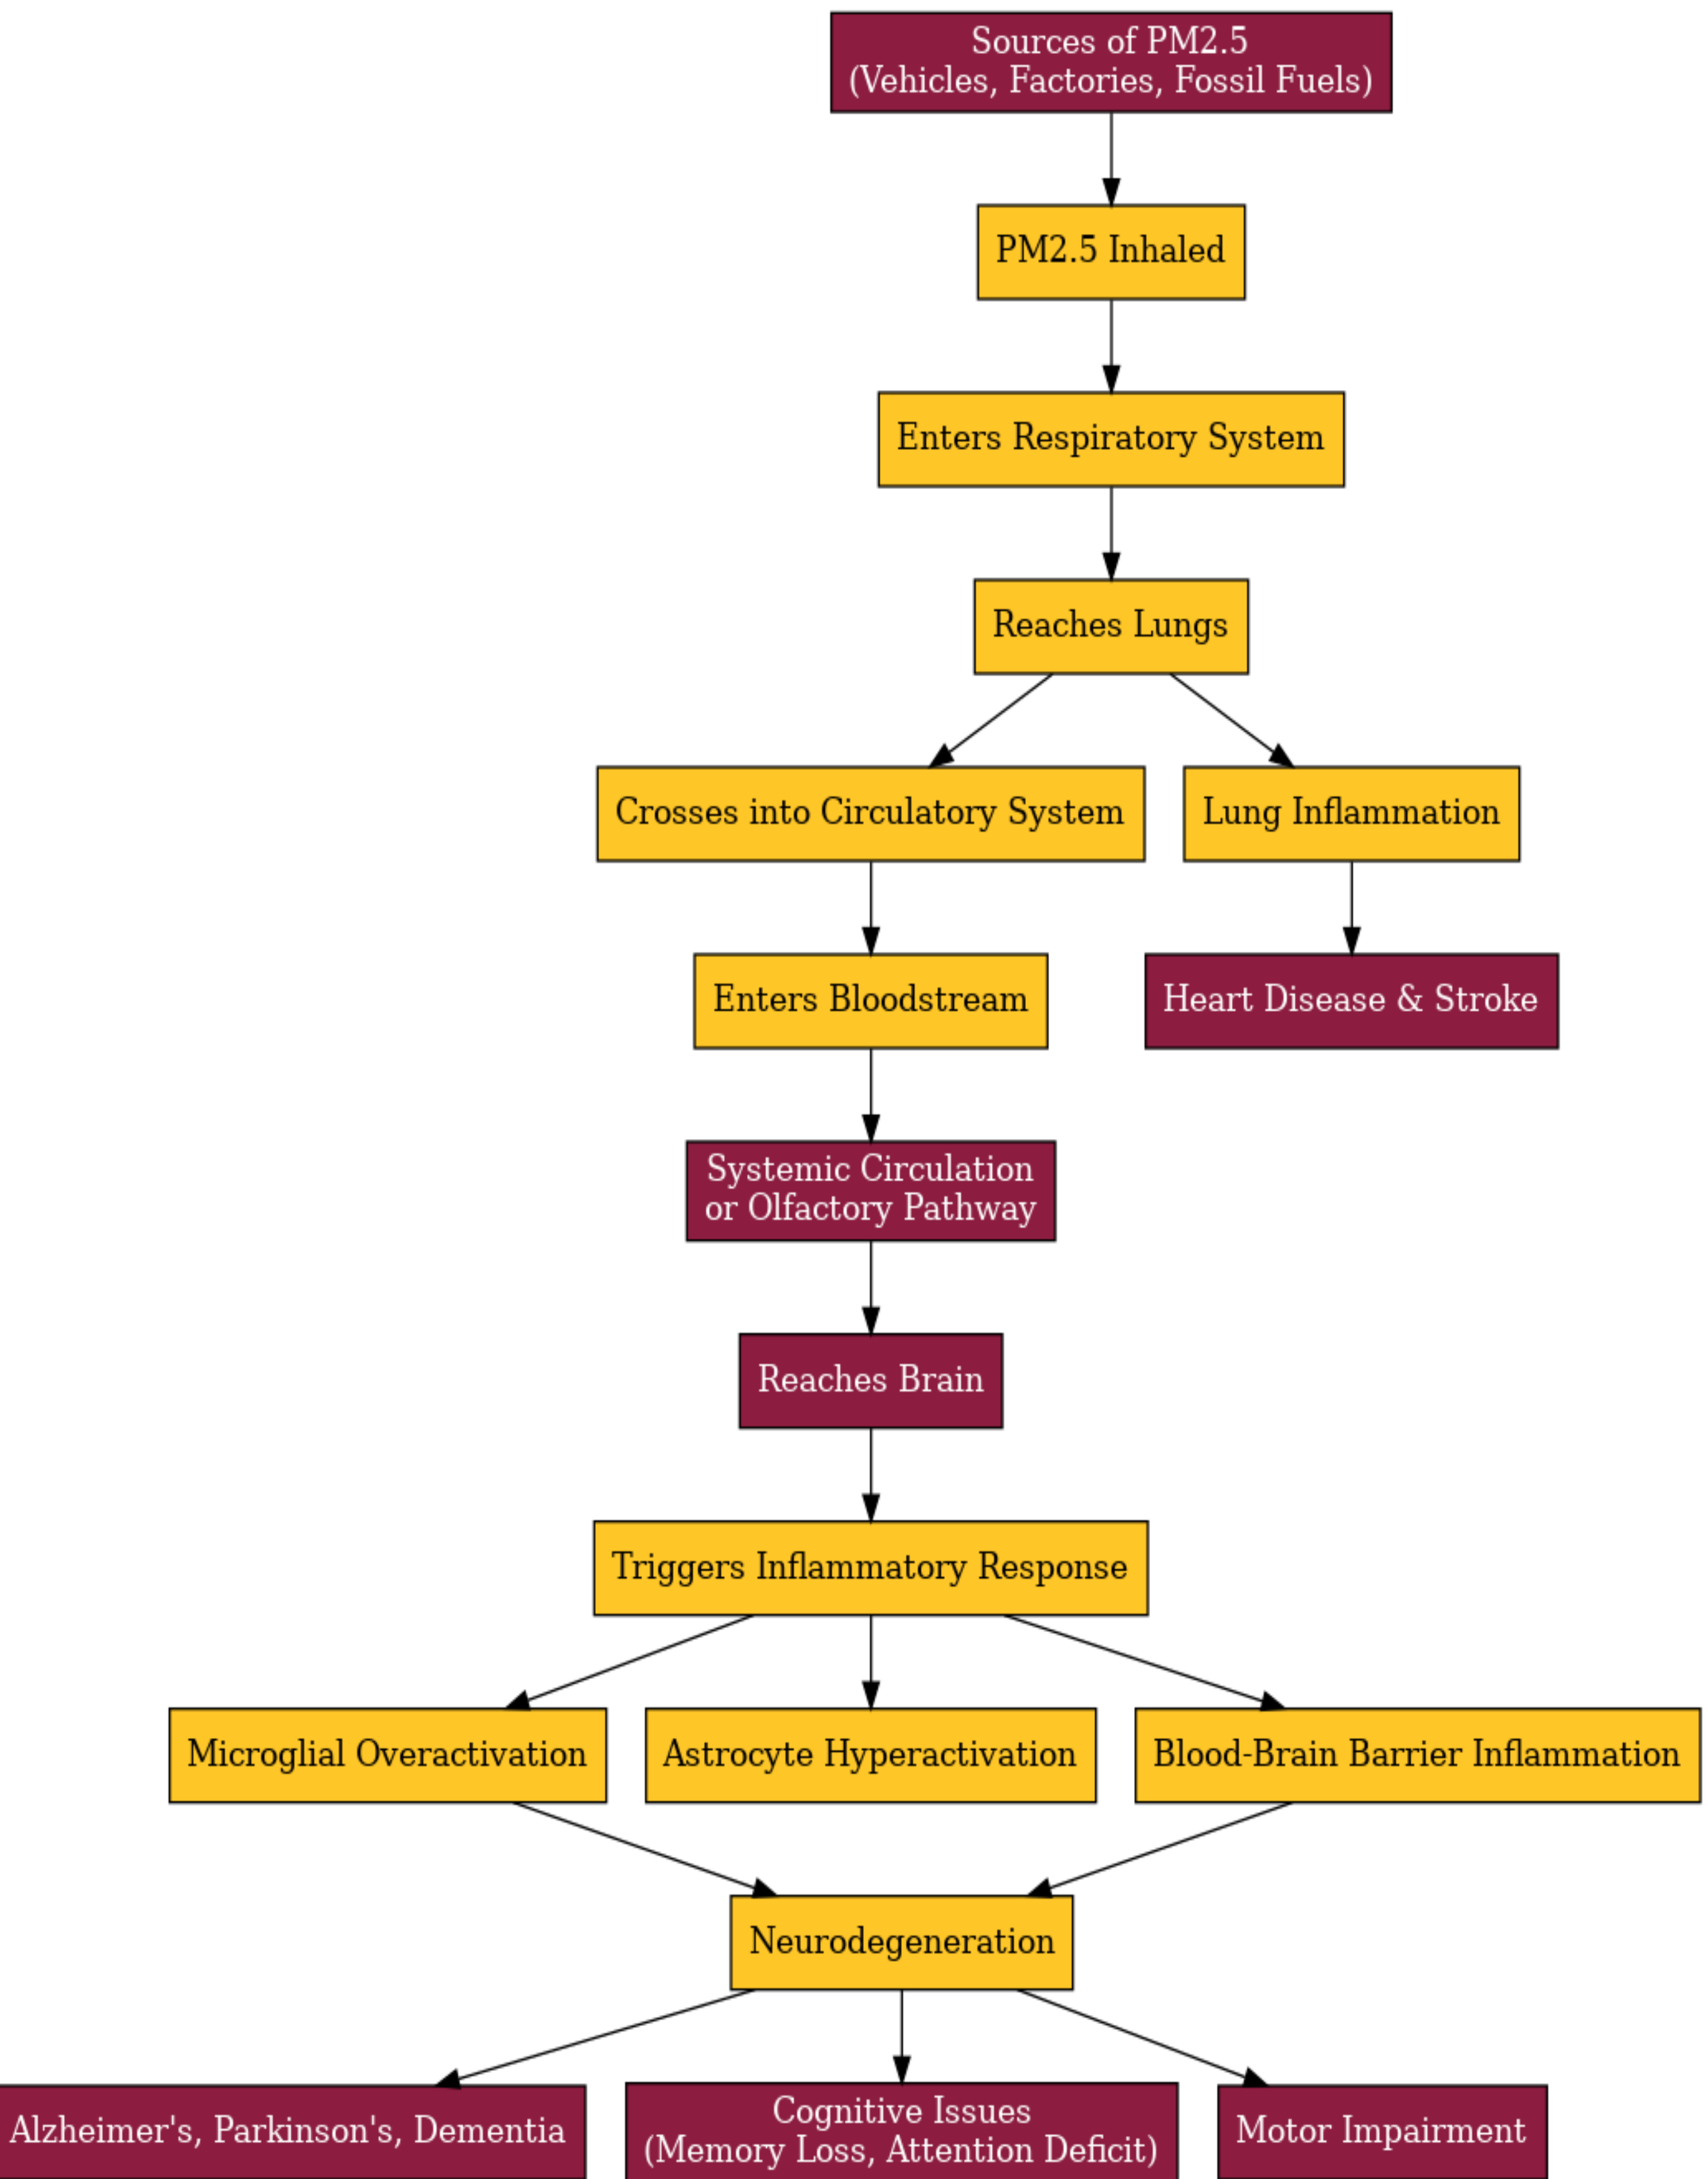 Sources of PM2.5
(Vehicles, Factories, Fossil Fuels)
PM2.5 Inhaled
Enters Respiratory System
Reaches Lungs
Crosses into Circulatory System
Lung Inflammation
Enters Bloodstream
Heart Disease & Stroke
Systemic Circulation
or Olfactory Pathway
Reaches Brain
Triggers Inflammatory Response
Microglial Overactivation
Astrocyte Hyperactivation
Blood-Brain Barrier Inflammation
Neurodegeneration
Alzheimer's, Parkinson's, Dementia
Cognitive Issues
(Memory Loss, Attention Deficit)
Motor Impairment